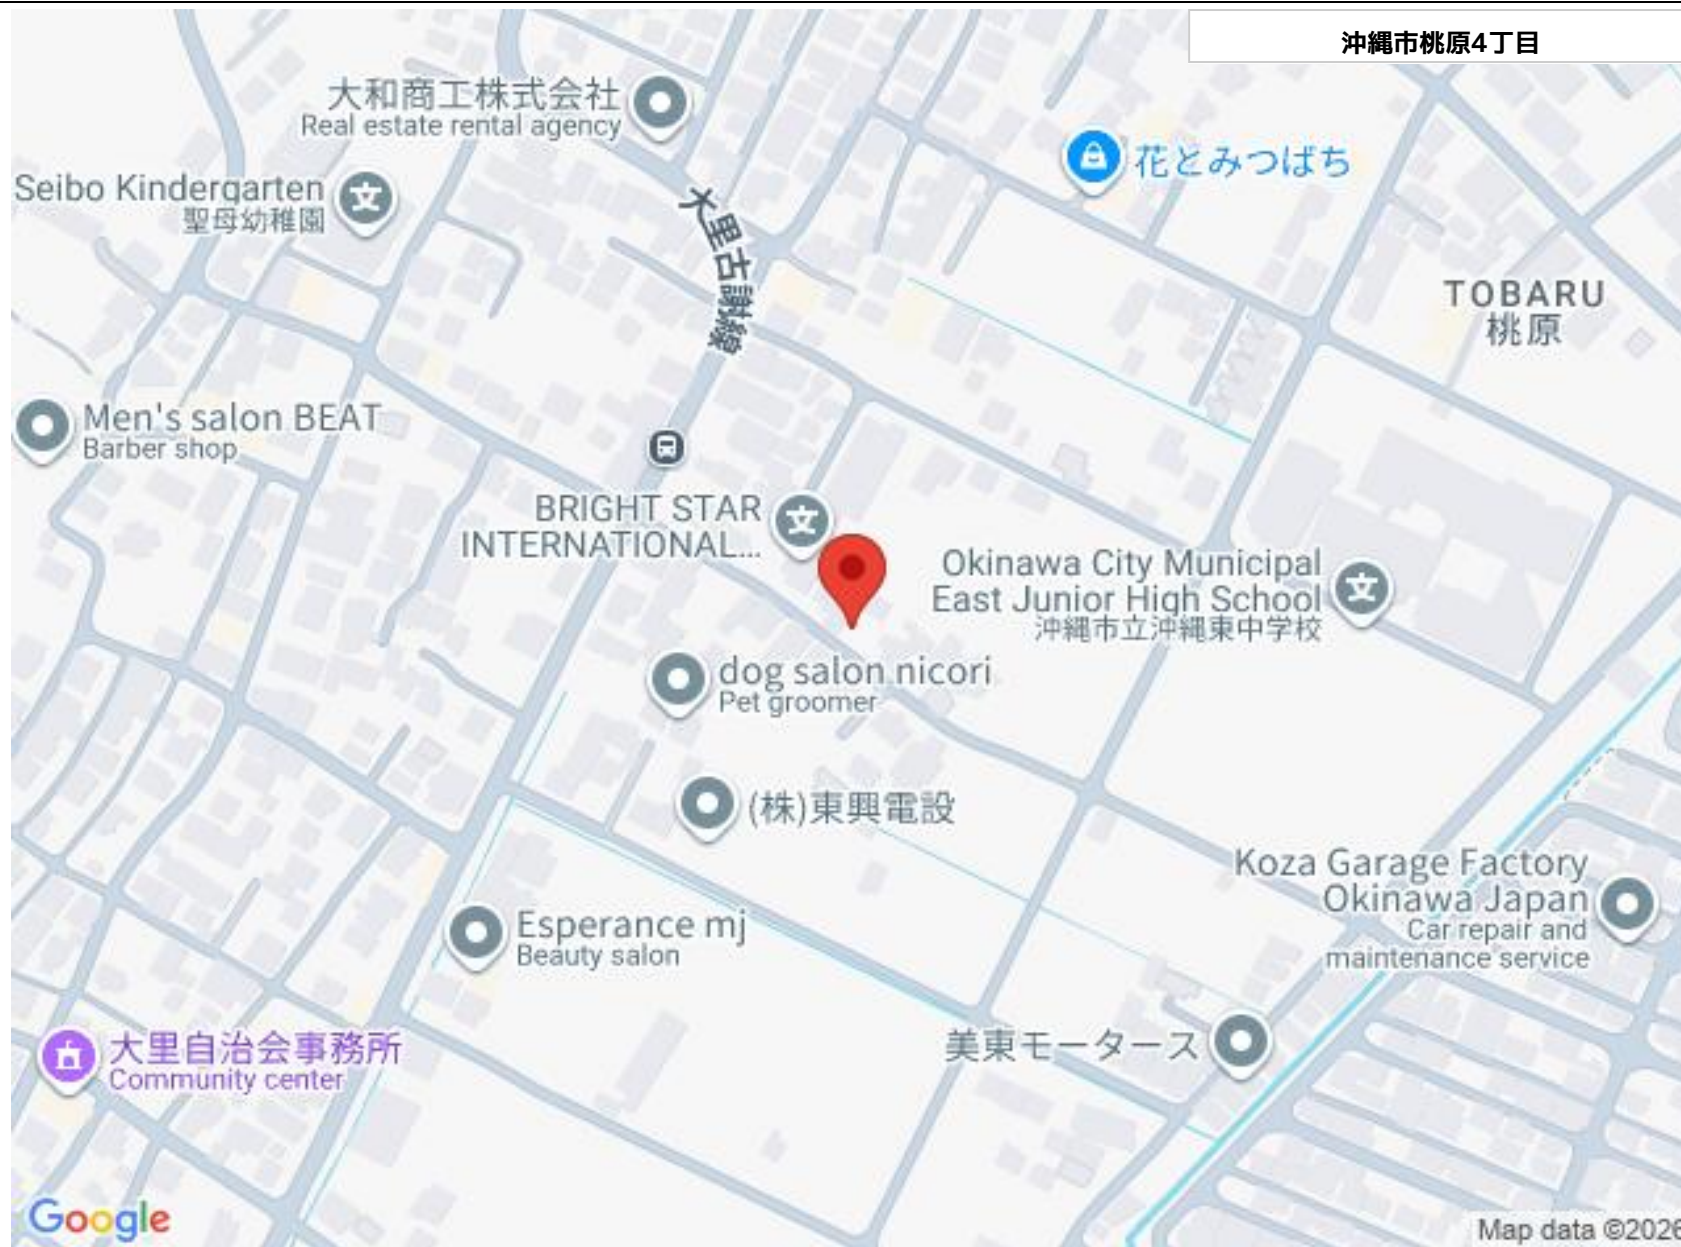 沖縄市桃原4丁目
大和商工株式会社
Real estate rental agency
花とみつばち
Seibo Kindergarten
聖母幼稚園
大里古謝線
TOBARU
桃原
Men's salon BEAT
Barber shop
BRIGHT STAR
INTERNATIONAL...
Okinawa City Municipal
East Junior High School
沖縄市立沖縄東中学校
dog salon nicori
Pet groomer
(株)東興電設
Koza Garage Factory
Okinawa Japan
Car repair and
maintenance service
Esperance mj
Beauty salon
美東モータース
大里自治会事務所
Community center
Google
Map data ©2026